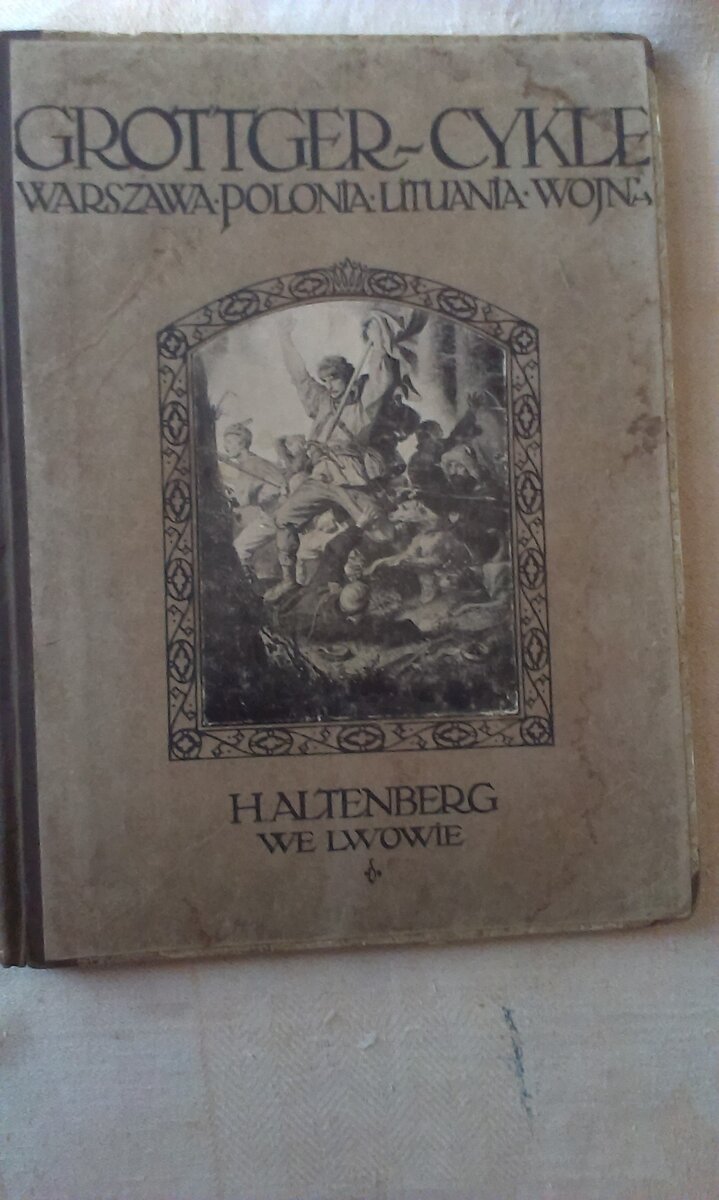 GROTTGER-CYKLE
WARSZAWA·POLONIA·LITUANIA·WOJNA
H.ALTENBERG
WE LWOWIE